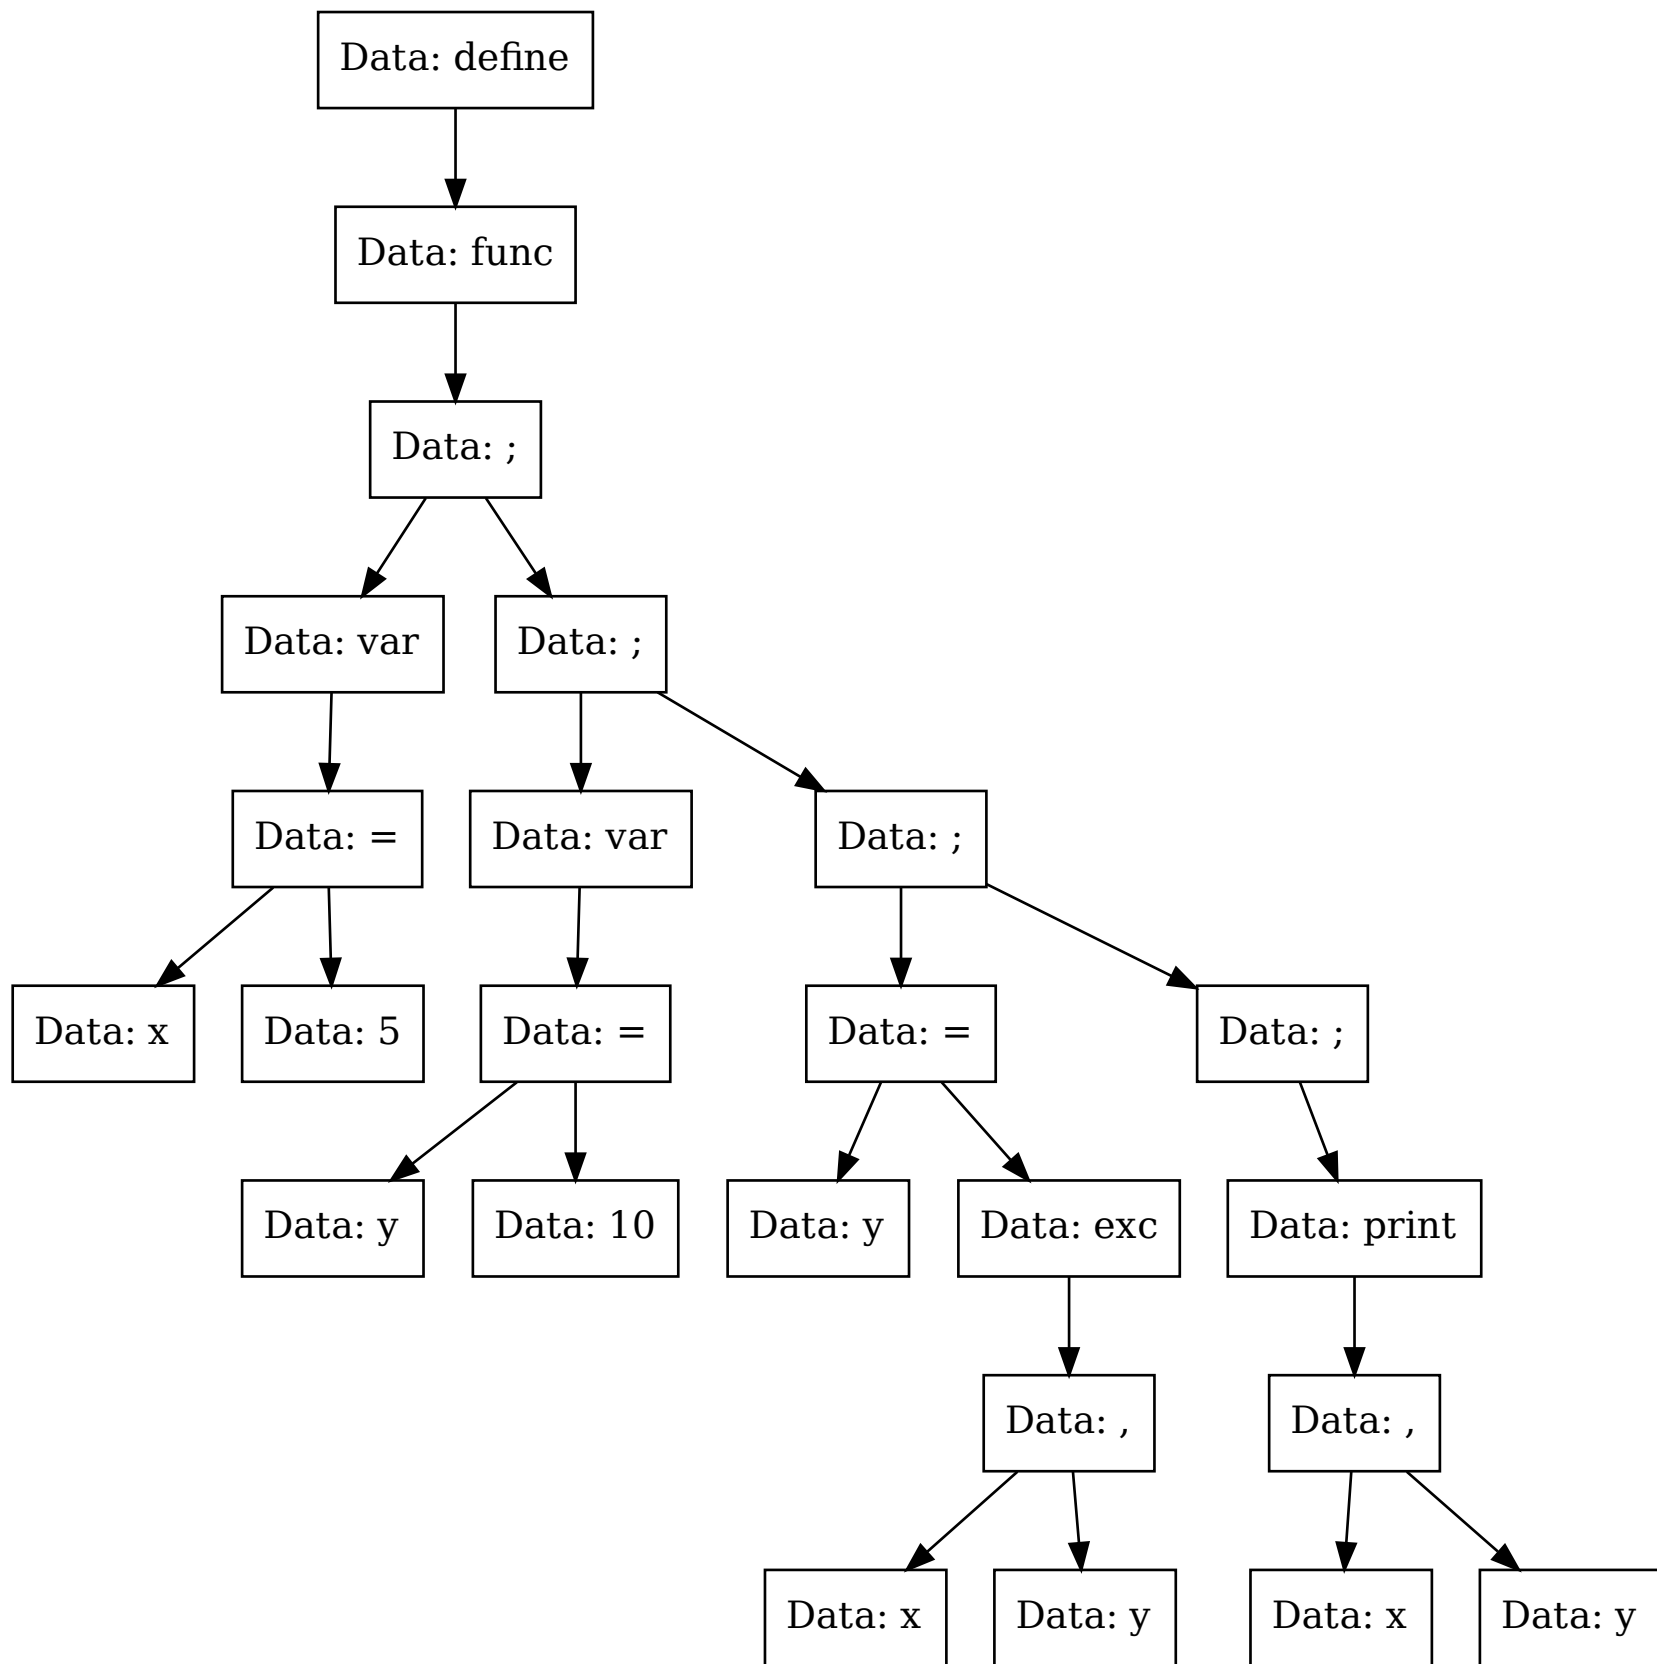 Data: define
Data: func
Data: ;
Data: var
Data: ;
Data: =
Data: var
Data: ;
Data: x
Data: 5
Data: =
Data: =
Data: ;
Data: y
Data: 10
Data: y
Data: exc
Data: print
Data: ,
Data: ,
Data: x
Data: y
Data: x
Data: y